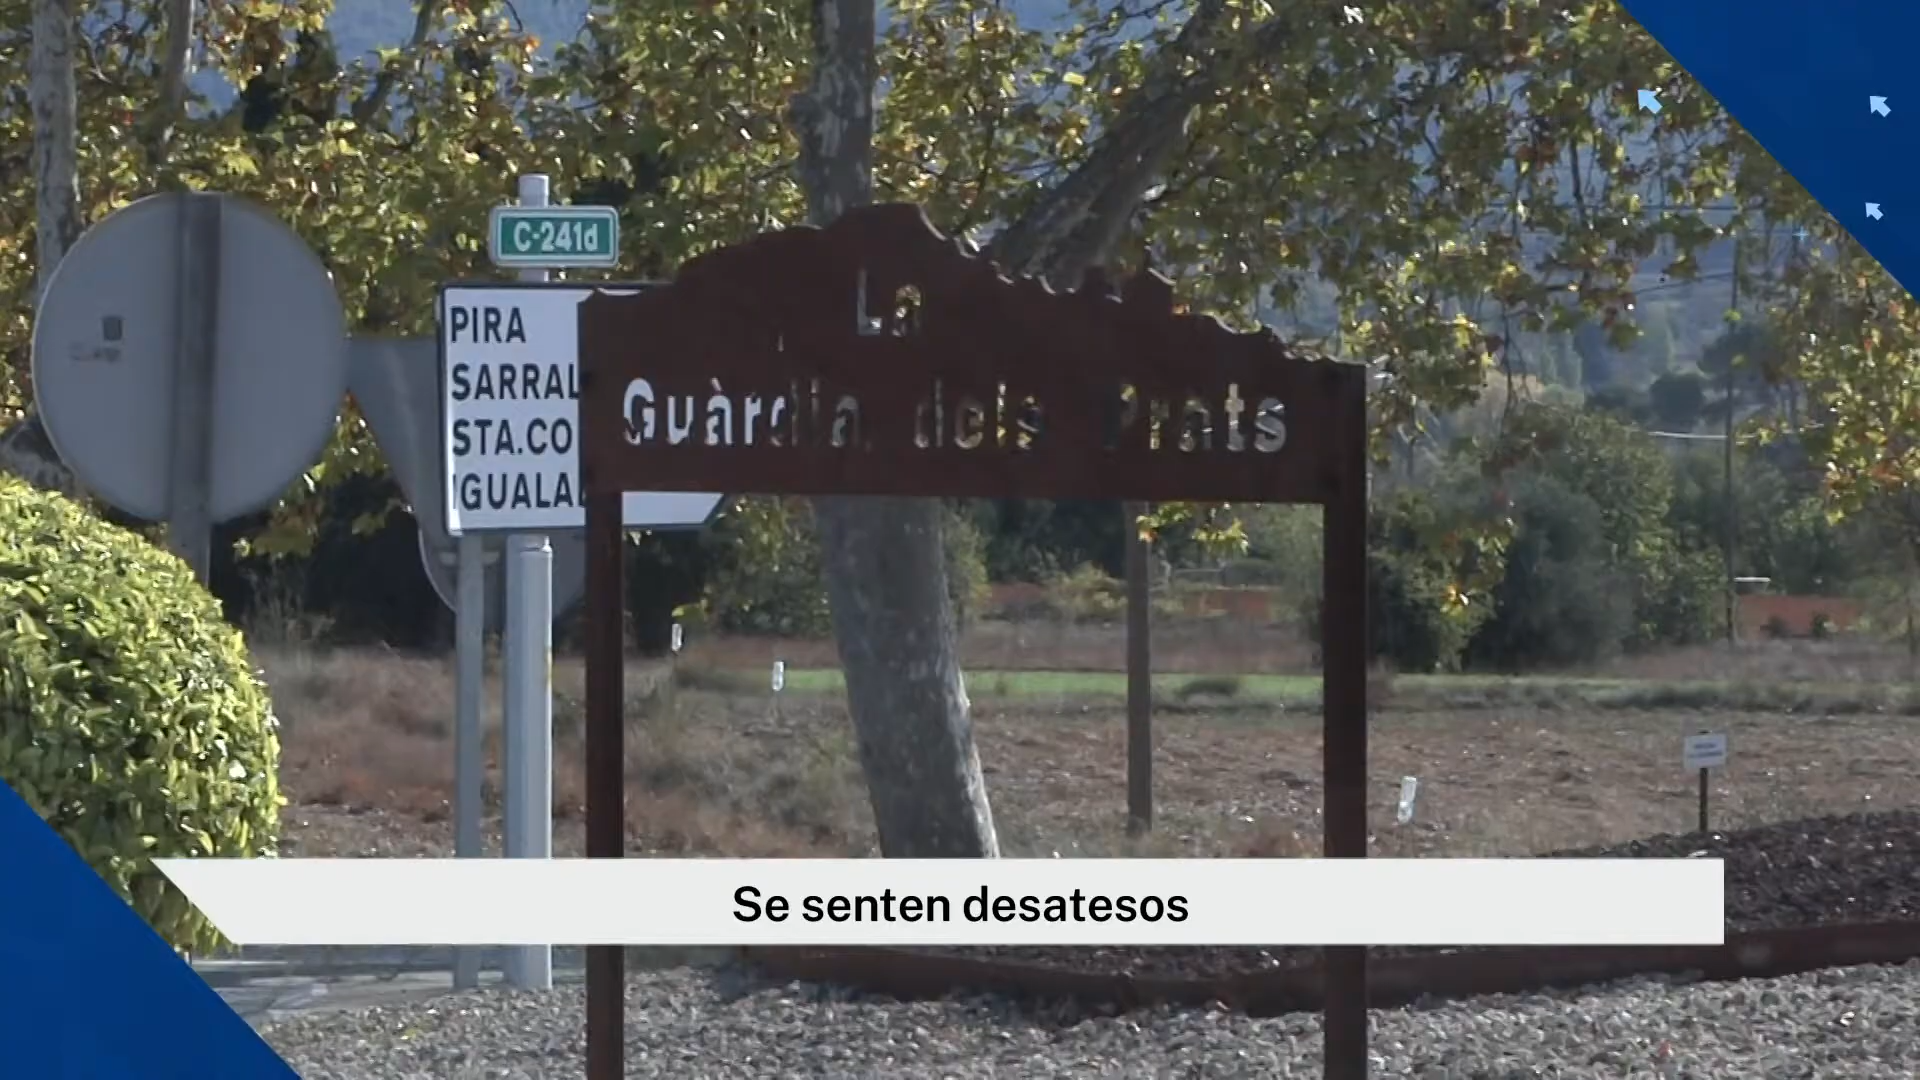 C-241d
PIRA
SARRAL
STA.CO
IGUALA
La
Guàrdia dels Prats
Se senten desatesos